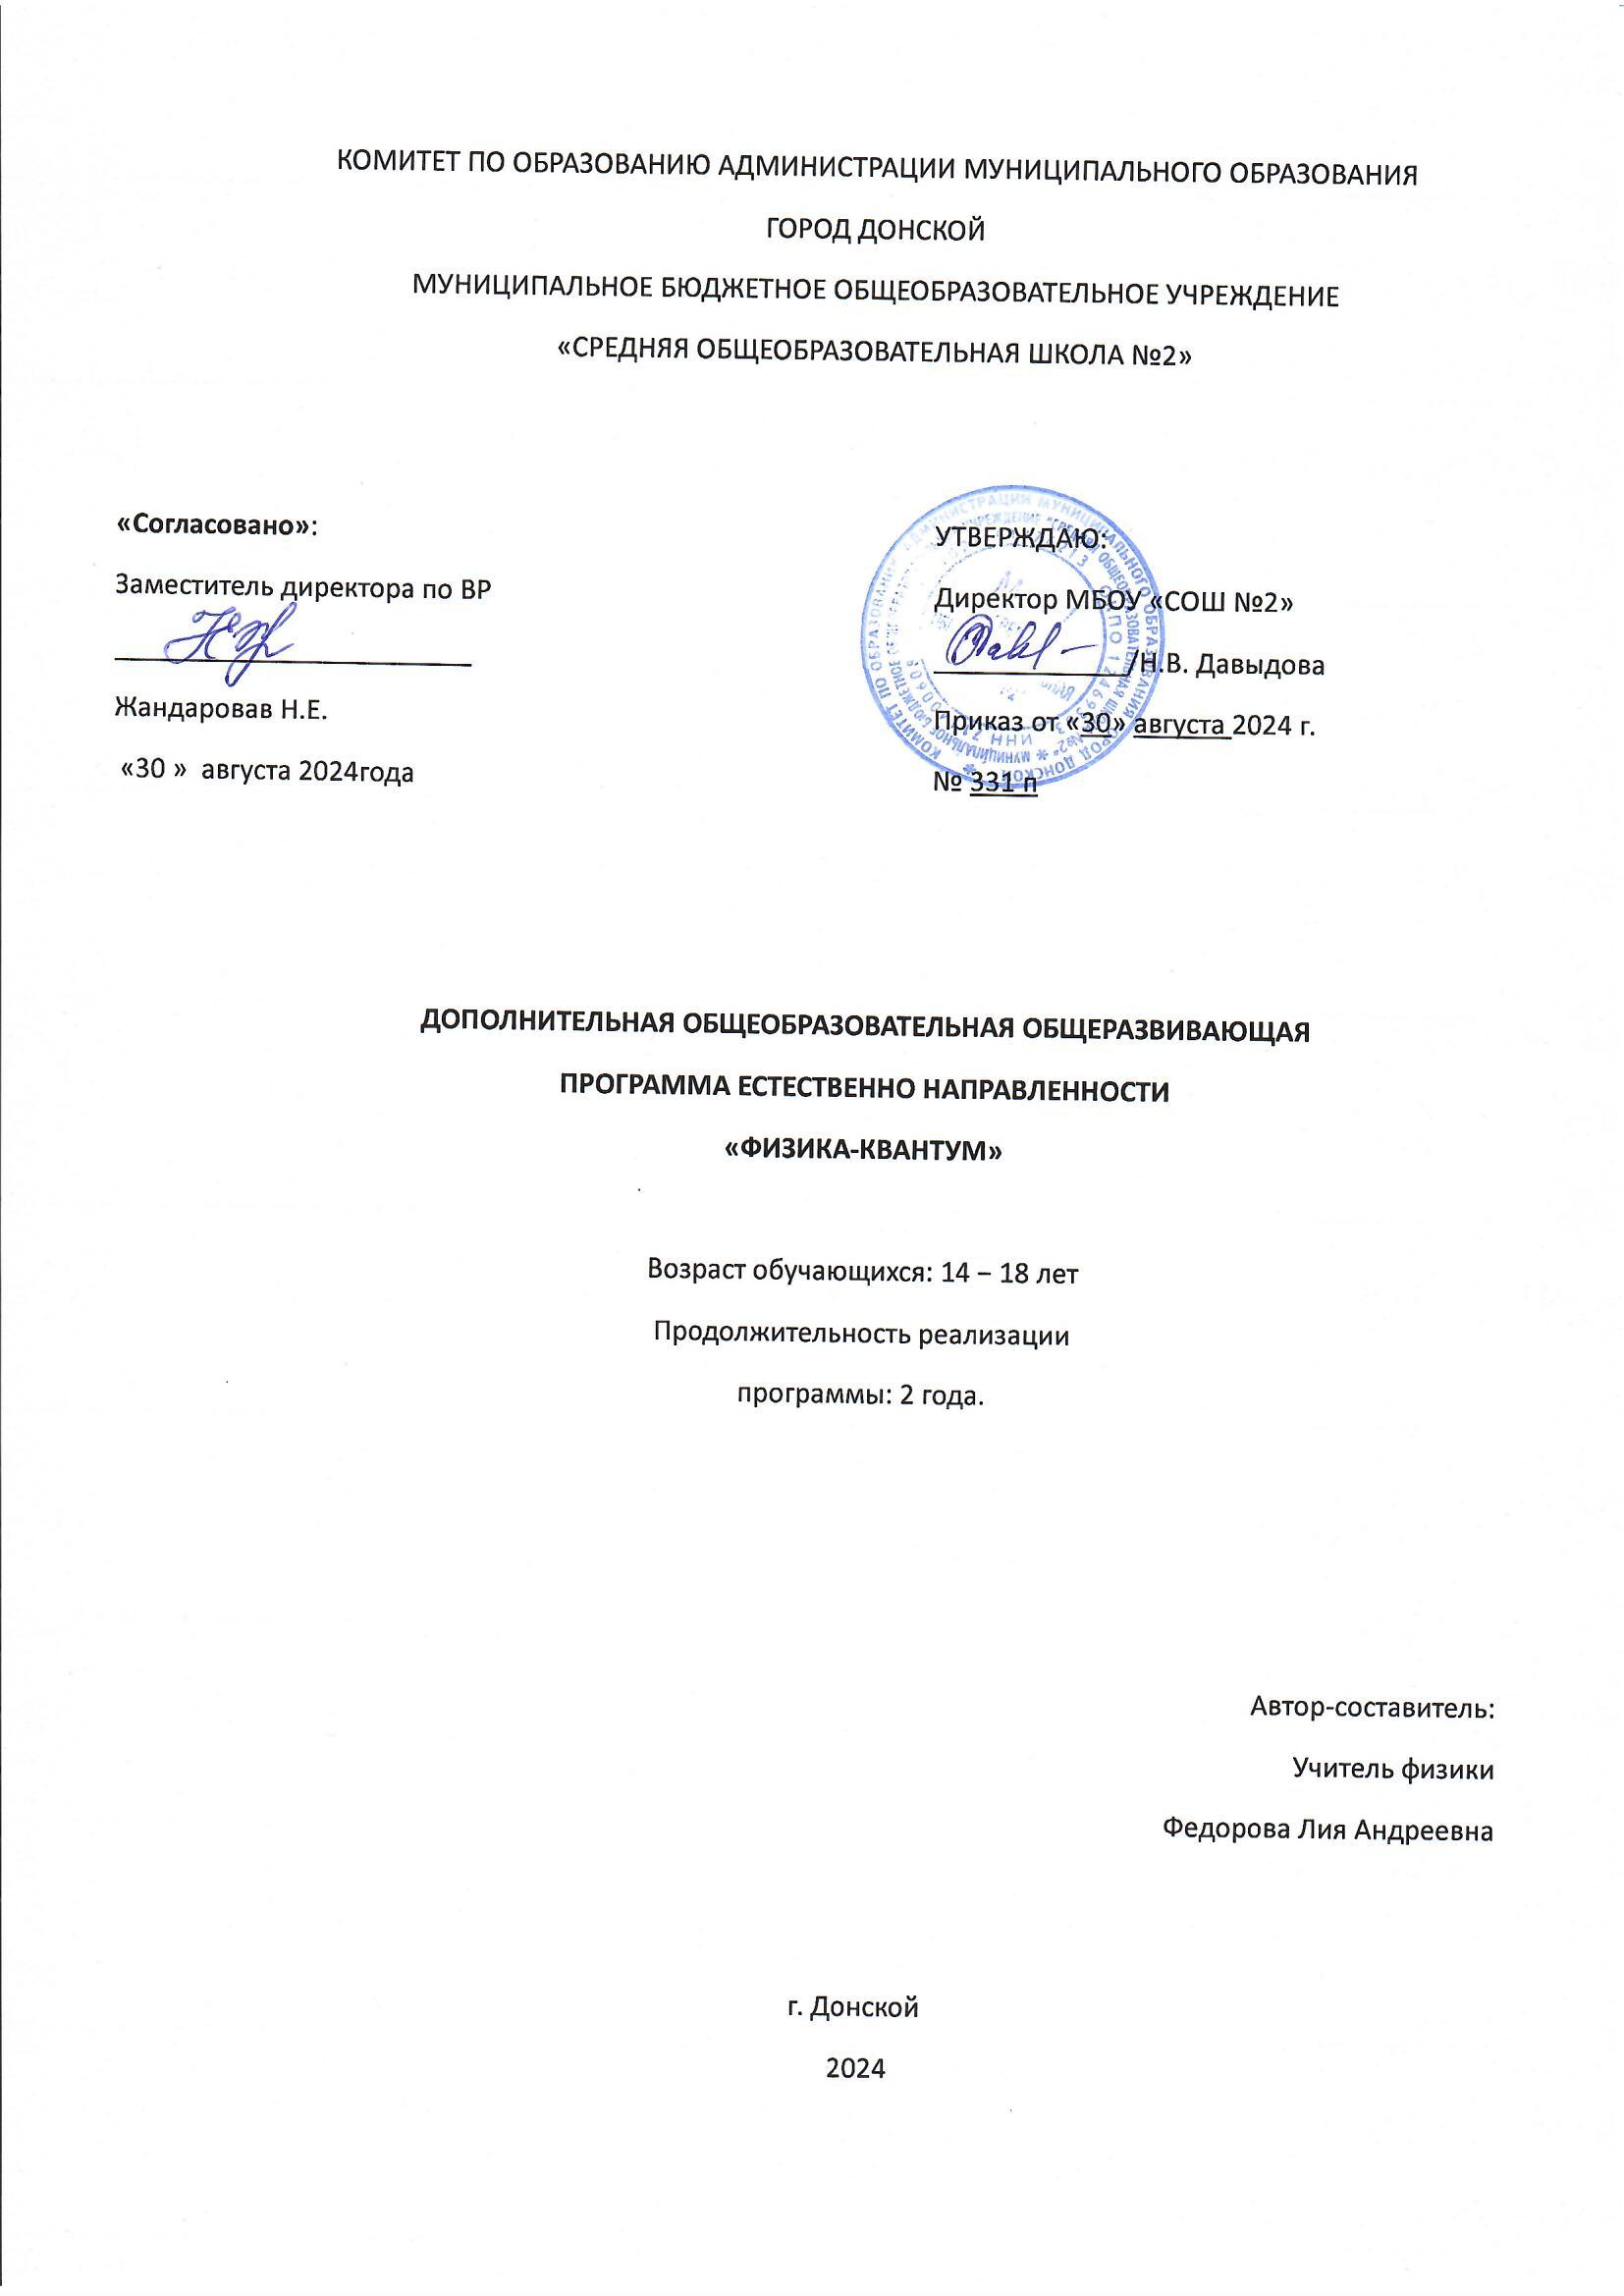 КОМИТЕТ ПО ОБРАЗОВАНИЮ АДМИНИСТРАЦИИ МУНИЦИПАЛЬНОГО ОБРАЗОВАНИЯ
ГОРОД ДОНСКОЙ
МУНИЦИПАЛЬНОЕ БЮДЖЕТНОЕ ОБЩЕОБРАЗОВАТЕЛЬНОЕ УЧРЕЖДЕНИЕ
«СРЕДНЯЯ ОБЩЕОБРАЗОВАТЕЛЬНАЯ ШКОЛА №2»
«Согласовано»:
Заместитель директора по ВР
Жандаровав Н.Е.
«30 » августа 2024года
УТВЕРЖДАЮ:
Директор МБОУ «СОШ №2»
/Н.В. Давыдова
Приказ от «30» августа 2024 г.
№ 331 п
ДОПОЛНИТЕЛЬНАЯ ОБЩЕОБРАЗОВАТЕЛЬНАЯ ОБЩЕРАЗВИВАЮЩАЯ
ПРОГРАММА ЕСТЕСТВЕННО НАПРАВЛЕННОСТИ
«ФИЗИКА-КВАНТУМ»
Возраст обучающихся: 14 – 18 лет
Продолжительность реализации
программы: 2 года.
Автор-составитель:
Учитель физики
Федорова Лия Андреевна
г. Донской
2024